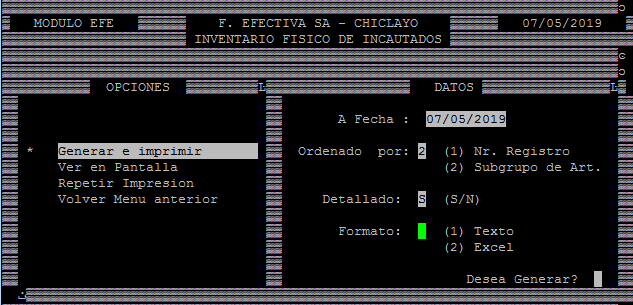 MODULO EFE F. EFECTIVA SA - CHICLAYO 07/05/2019
INVENTARIO FISICO DE INCAUTADOS
OPCIONES DATOS
A Fecha : 07/05/2019
* Generar e imprimir Ordenado por: 2 (1) Nr. Registro
Ver en Pantalla (2) Subgrupo de Art.
Repetir Impresion
Volver Menu anterior Detallado: S (S/N)
Formato: (1) Texto
(2) Excel
Desea Generar?